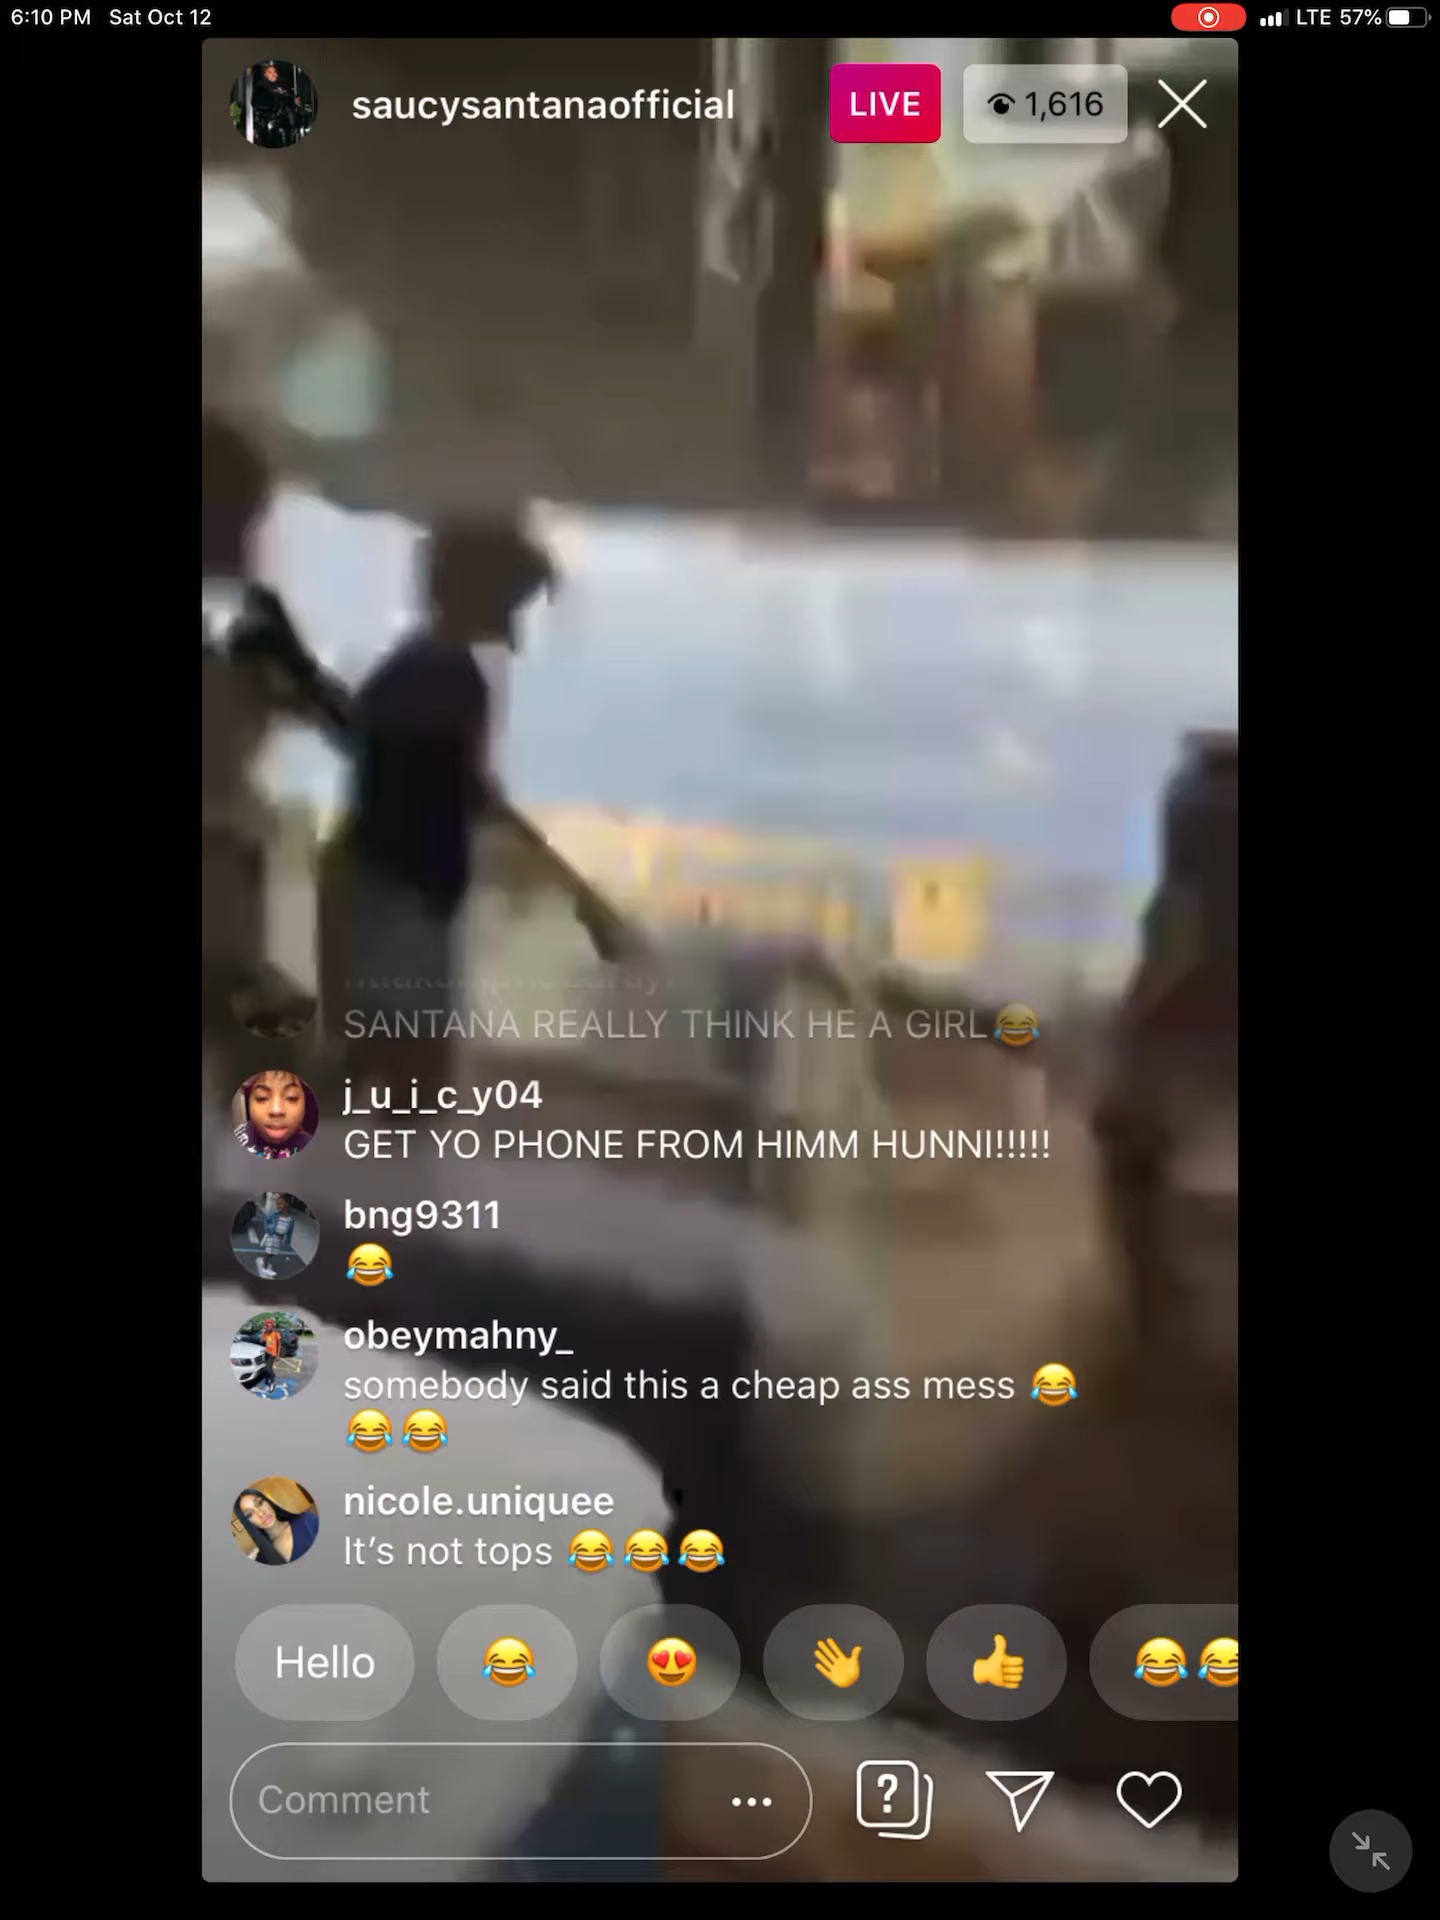 6:10 PM Sat Oct 12
LTE 57%
saucysantanaofficial
LIVE
1,616
SANTANA REALLY THINK HE A GIRL😂
j_u_i_c_y04
GET YO PHONE FROM HIMM HUNNI!!!!!
bng9311
😂
obeymahny_
somebody said this a cheap ass mess 😂
😂😂
nicole.uniquee
It’s not tops 😂😂😂
Hello 😂 😍 👋 👍 😂😂
Comment